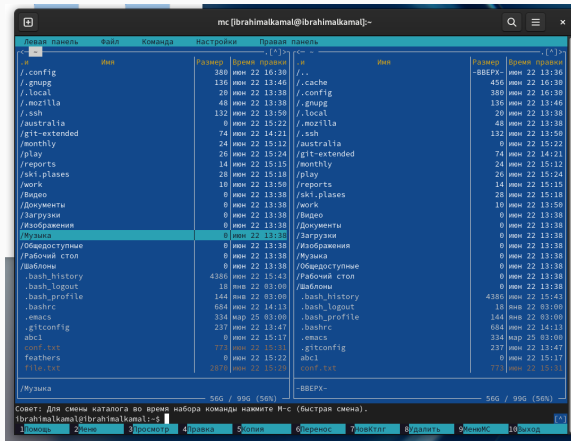 mc [ibrahimalkamal@ibrahimalkamal]:~
Левая панель Файл Команда Настройки Правая панель
<- ~ .[^]> <- ~ .[^]>
.и Имя Размер Время правки .и Имя Размер Время правки
/.config 380 июн 22 16:30 /.. -ВВЕРХ- июн 22 13:36
/.gnupg 136 июн 22 13:46 /.cache 456 июн 22 16:30
/.local 20 июн 22 13:38 /.config 380 июн 22 16:30
/.mozilla 48 июн 22 13:38 /.gnupg 136 июн 22 13:46
/.ssh 132 июн 22 13:50 /.local 20 июн 22 13:38
/australia 0 июн 22 15:22 /.mozilla 48 июн 22 13:38
/git-extended 74 июн 22 14:21 /.ssh 132 июн 22 13:50
/monthly 24 июн 22 15:12 /australia 0 июн 22 15:22
/play 26 июн 22 15:24 /git-extended 74 июн 22 14:21
/reports 14 июн 22 15:15 /monthly 24 июн 22 15:12
/ski.plases 28 июн 22 15:18 /play 26 июн 22 15:24
/work 10 июн 22 13:50 /reports 14 июн 22 15:15
/Видео 0 июн 22 13:38 /ski.plases 28 июн 22 15:18
/Документы 0 июн 22 13:38 /work 10 июн 22 13:50
/Загрузки 0 июн 22 13:38 /Видео 0 июн 22 13:38
/Изображения 0 июн 22 13:38 /Документы 0 июн 22 13:38
/Музыка 0 июн 22 13:38 /Загрузки 0 июн 22 13:38
/Общедоступные 0 июн 22 13:38 /Изображения 0 июн 22 13:38
/Рабочий стол 0 июн 22 13:38 /Музыка 0 июн 22 13:38
/Шаблоны 0 июн 22 13:38 /Общедоступные 0 июн 22 13:38
.bash_history 4386 июн 22 15:43 /Рабочий стол 0 июн 22 13:38
.bash_logout 18 янв 22 03:00 /Шаблоны 0 июн 22 13:38
.bash_profile 144 янв 22 03:00 .bash_history 4386 июн 22 15:43
.bashrc 684 июн 22 14:13 .bash_logout 18 янв 22 03:00
.emacs 334 мар 25 03:00 .bash_profile 144 янв 22 03:00
.gitconfig 237 июн 22 13:47 .bashrc 684 июн 22 14:13
abc1 0 июн 22 15:17 .emacs 334 мар 25 03:00
conf.txt 773 июн 22 15:31 .gitconfig 237 июн 22 13:47
feathers 0 июн 22 15:22 abc1 0 июн 22 15:17
file.txt 2870 июн 22 15:29 conf.txt 773 июн 22 15:31
/Музыка -ВВЕРХ-
56G / 99G (56%) 56G / 99G (56%)
Совет: Для смены каталога во время набора команды нажмите M-c (быстрая смена).
ibrahimalkamal@ibrahimalkamal:~$ [^]
1Помощь 2Меню 3Просмотр 4Правка 5Копия 6Перенос 7НовКтлг 8Удалить 9МенюMC 10Выход